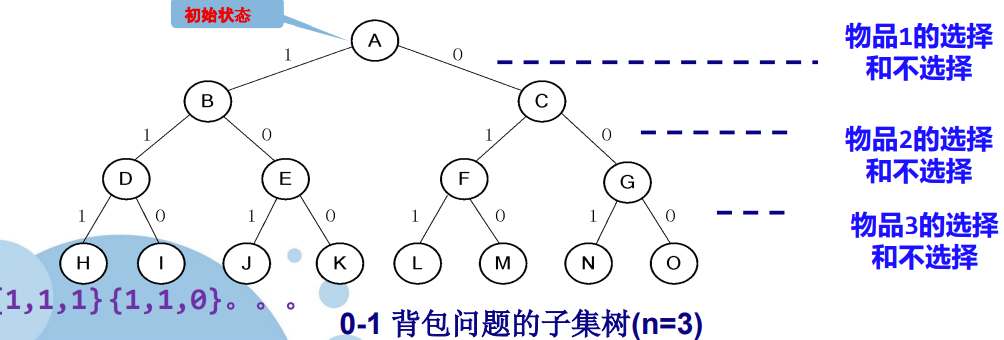 初始状态
A
1
0
物品1的选择
和不选择
B
C
1
0
1
0
物品2的选择
和不选择
D
E
F
G
1
0
1
0
1
0
1
0
物品3的选择
和不选择
H
I
J
K
L
M
N
O
{1,1,1}{1,1,0}。。。
0-1 背包问题的子集树(n=3)